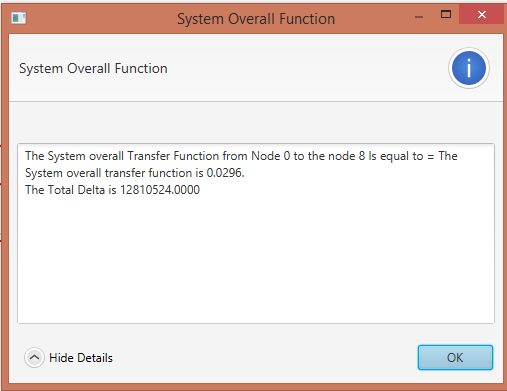 System Overall Function
System Overall Function
i
The System overall Transfer Function from Node 0 to the node 8 Is equal to = The
System overall transfer function is 0.0296.
The Total Delta is 12810524.0000
Hide Details
OK